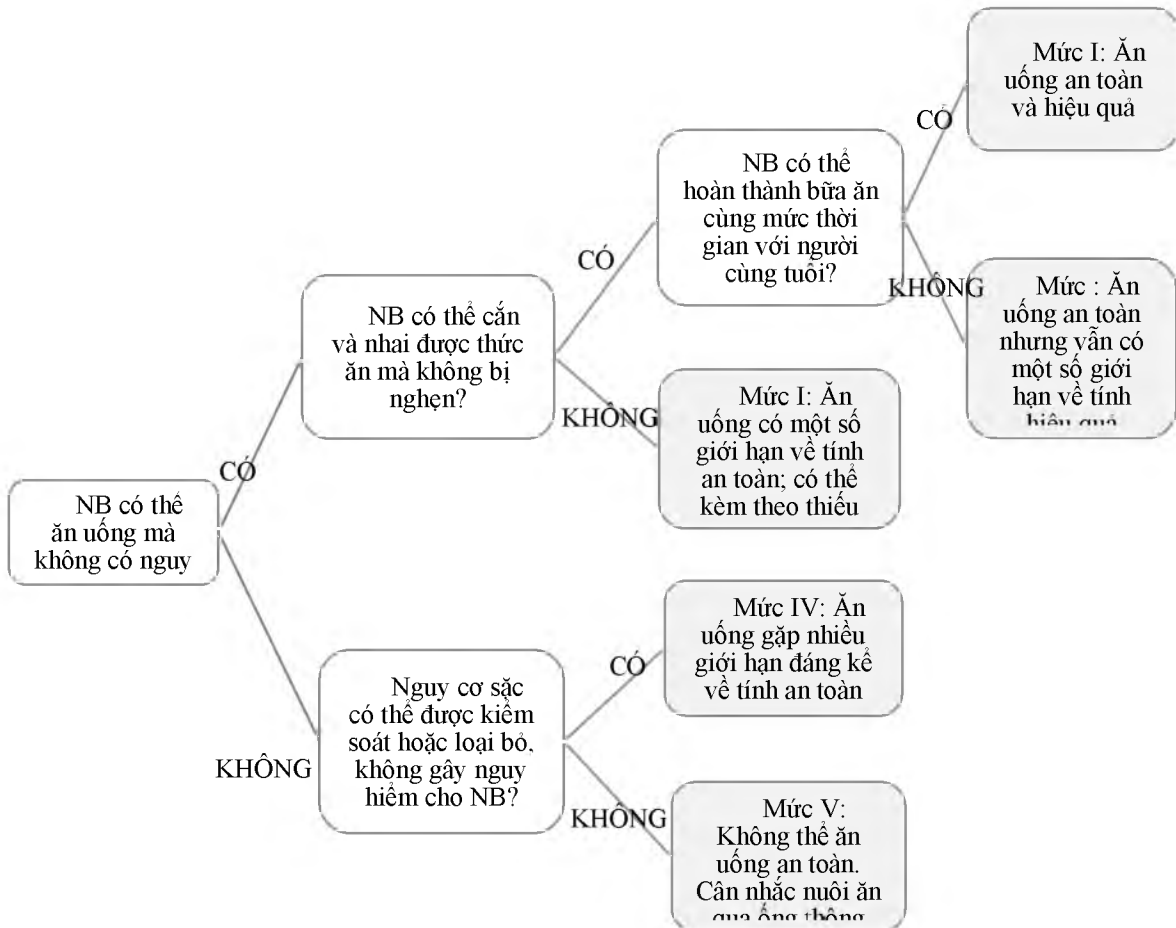 Mức I: Ăn
uống an toàn
và hiệu quả
CÓ
NB có thể
hoàn thành bữa ăn
cùng mức thời
gian với người
cùng tuổi?
CÓ
KHÔNG
Mức : Ăn
uống an toàn
nhưng vẫn có
một số giới
hạn về tính
hiệu quả
NB có thể cắn
và nhai được thức
ăn mà không bị
nghẹn?
KHÔNG
Mức I: Ăn
uống có một số
giới hạn về tính
an toàn; có thể
kèm theo thiếu
CÓ
NB có thể
ăn uống mà
không có nguy
Mức IV: Ăn
uống gặp nhiều
giới hạn đáng kể
về tính an toàn
CÓ
Nguy cơ sặc
có thể được kiểm
soát hoặc loại bỏ,
không gây nguy
hiểm cho NB?
KHÔNG
KHÔNG
Mức V:
Không thể ăn
uống an toàn.
Cân nhắc nuôi ăn
qua ống thông